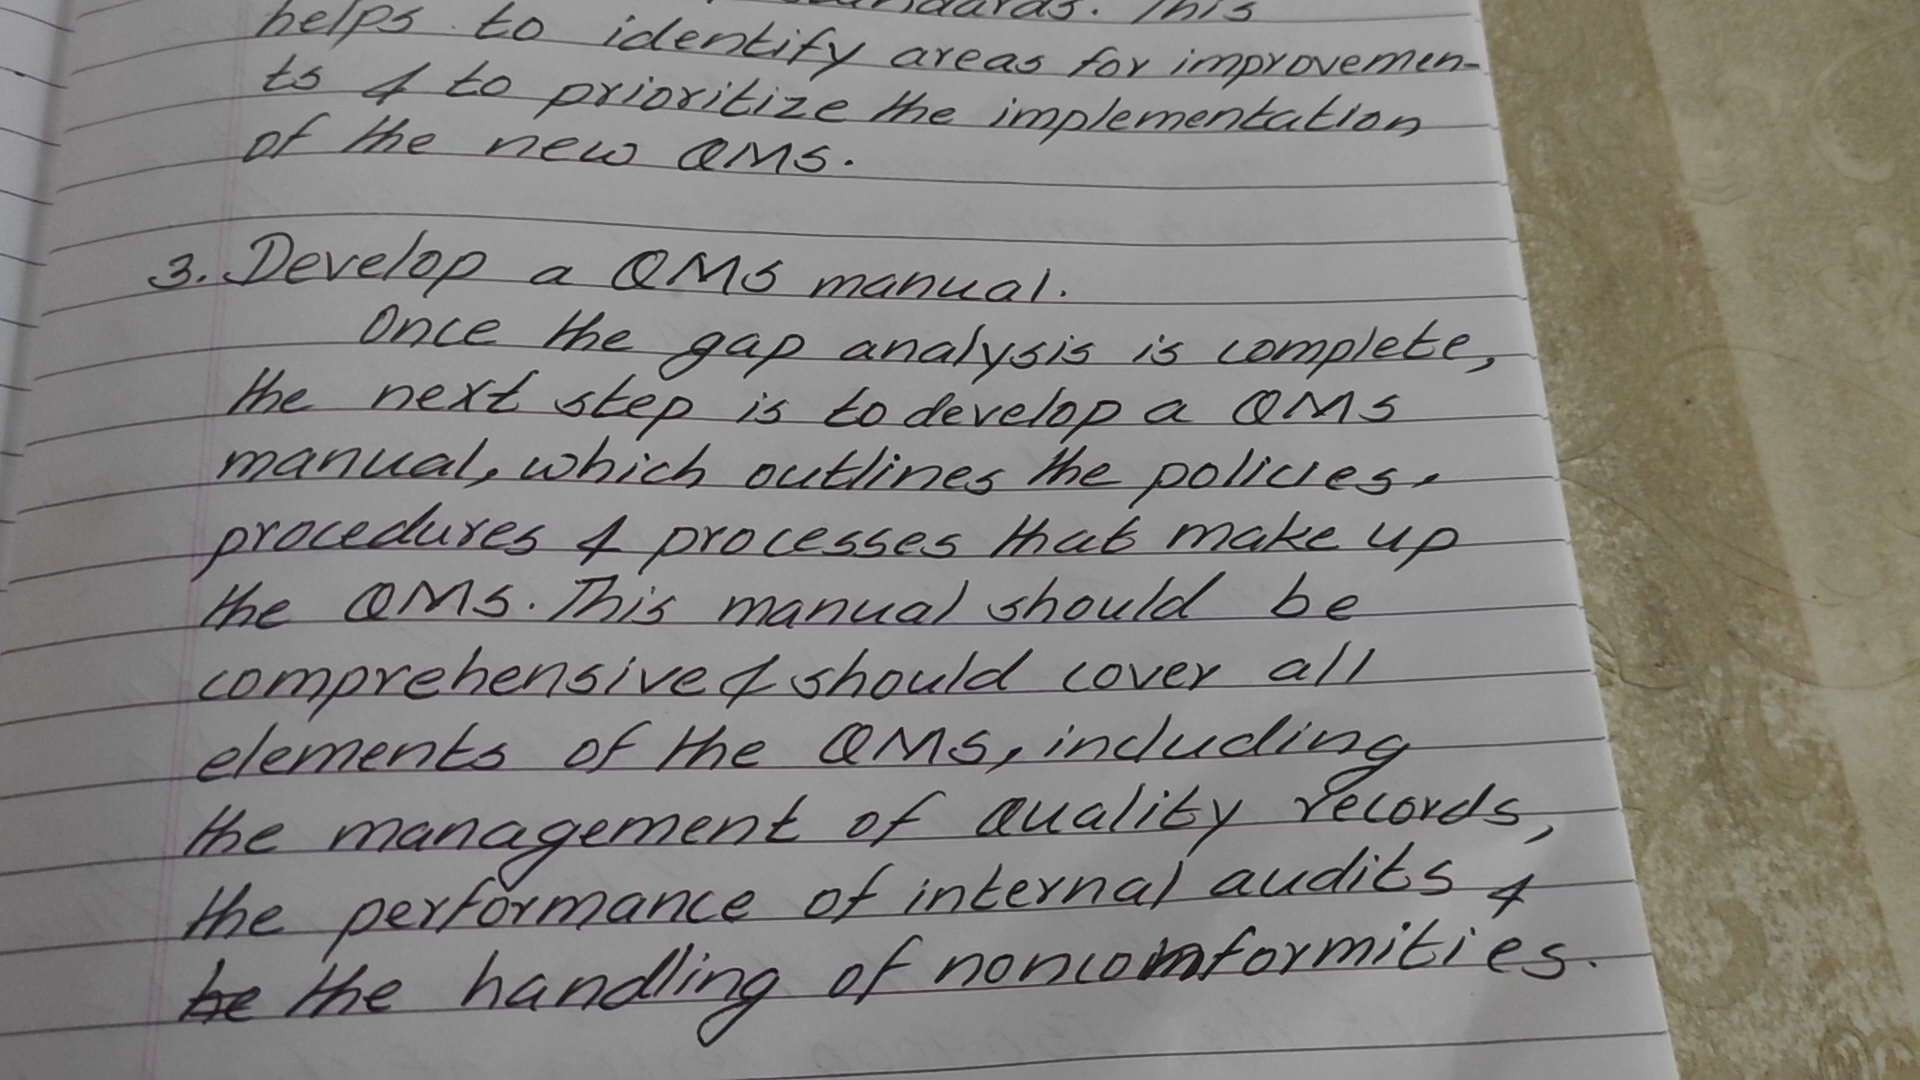 This
helps to identify areas for improvemen-
ts & to prioritize the implementation
of the new QMS.
3. Develop a QMS manual.
Once the gap analysis is complete,
the next step is to develop a QMS
manual, which outlines the policies,
procedures & processes that make up
the QMS. This manual should be
comprehensive & should cover all
elements of the QMS, including
the management of quality records,
the performance of internal audits &
the handling of nonconformities.